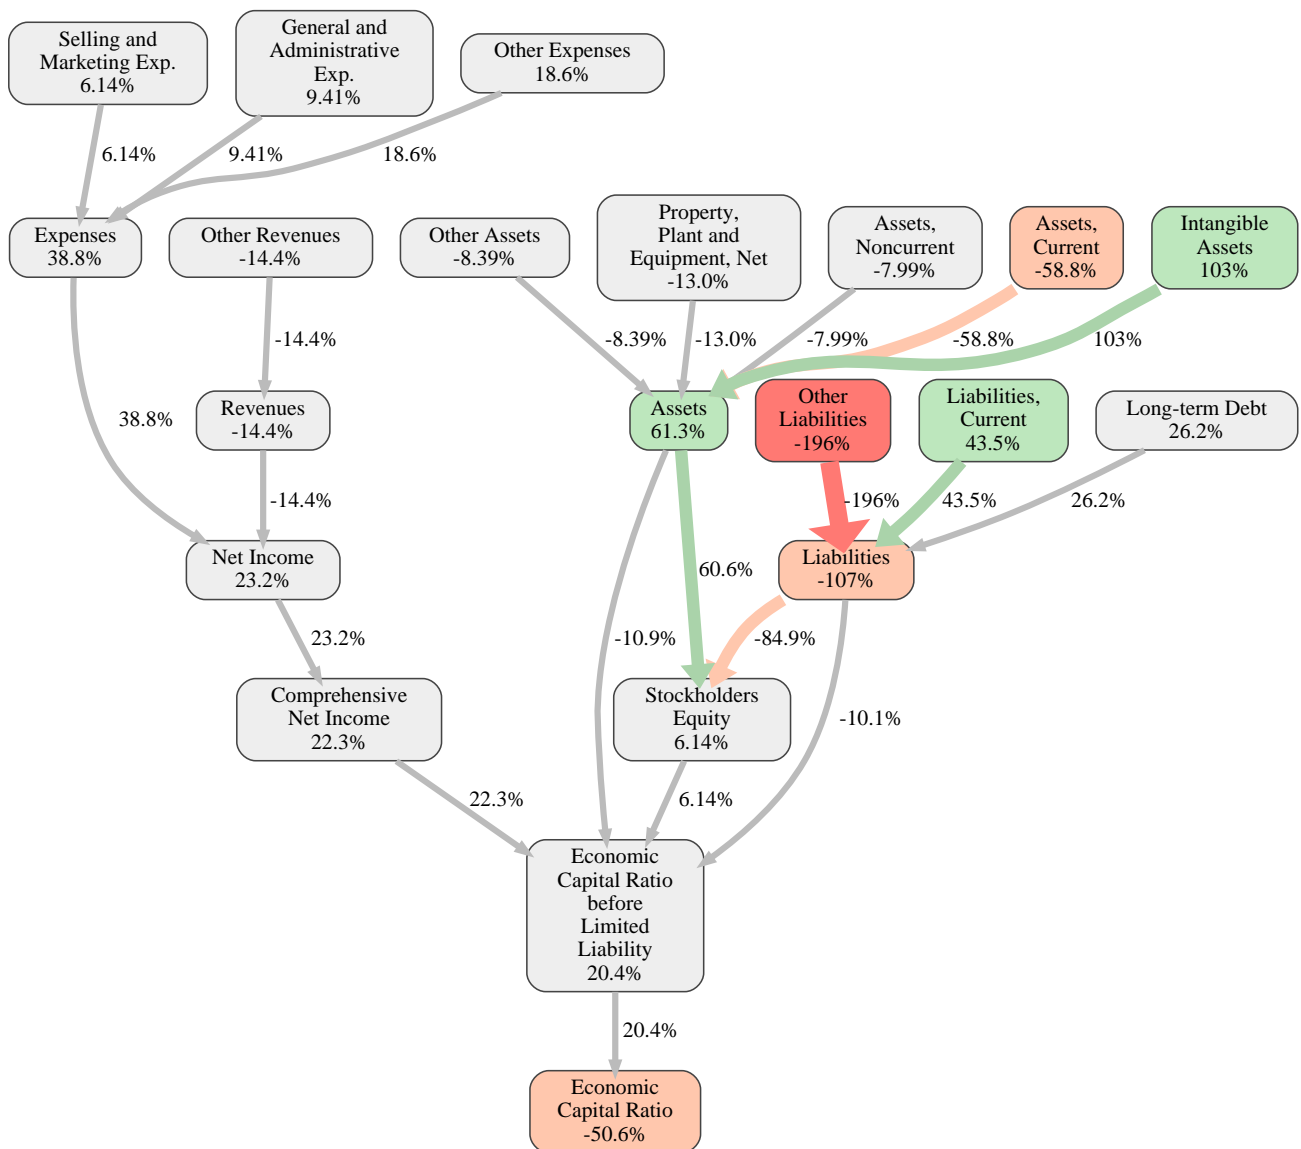 Selling and
Marketing Exp.
6.14%
General and
Administrative
Exp.
9.41%
Other Expenses
18.6%
6.14%
9.41%
18.6%
Expenses
38.8%
Other Revenues
-14.4%
Other Assets
-8.39%
Property,
Plant and
Equipment, Net
-13.0%
Assets,
Noncurrent
-7.99%
Assets,
Current
-58.8%
Intangible
Assets
103%
-14.4%
-8.39%
-13.0%
-7.99%
-58.8%
103%
38.8%
Revenues
-14.4%
Assets
61.3%
Other
Liabilities
-196%
Liabilities,
Current
43.5%
Long-term Debt
26.2%
-14.4%
-196%
43.5%
26.2%
Net Income
23.2%
60.6%
Liabilities
-107%
23.2%
-10.9%
-84.9%
Comprehensive
Net Income
22.3%
Stockholders
Equity
6.14%
-10.1%
22.3%
6.14%
Economic
Capital Ratio
before
Limited
Liability
20.4%
20.4%
Economic
Capital Ratio
-50.6%